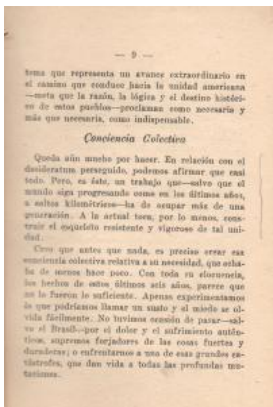 — 9 —
tema que representa un avance extraordinario en
el camino que conduce hacia la unidad americana
—meta que la razón, la lógica y el destino históri-
co de estos pueblos—proclaman como necesaria y
más que necesaria, como indispensable.
Conciencia Colectiva
Queda aún mucho por hacer. En relación con el
desideratum perseguido, podemos afirmar que casi
todo. Pero, es ésto, un trabajo que—salvo que el
mundo siga progresando como en los últimos años,
a saltos kilométricos—ha de ocupar más de una
generación. A la actual toca, por lo menos, cons-
truir el esqueleto resistente y vigoroso de tal uni-
dad.
Creo que antes que nada, es preciso crear esa
conciencia colectiva relativa a su necesidad, que echá-
ba de menos hace poco. Con toda su elocuencia,
los hechos de estos últimos seis años, parece que
no lo fueron lo suficiente. Apenas experimentamos
lo que podríamos llamar un susto y el miedo se ol-
vida fácilmente. No tuvimos ocasión de pasar—sal-
vo el Brasil—por el dolor y el sufrimiento autén-
ticos, supremos forjadores de las cosas fuertes y
duraderas; o enfrentarnos a una de esas grandes ca-
tástrofes, que dan vida a todas las profundas mu-
taciones.